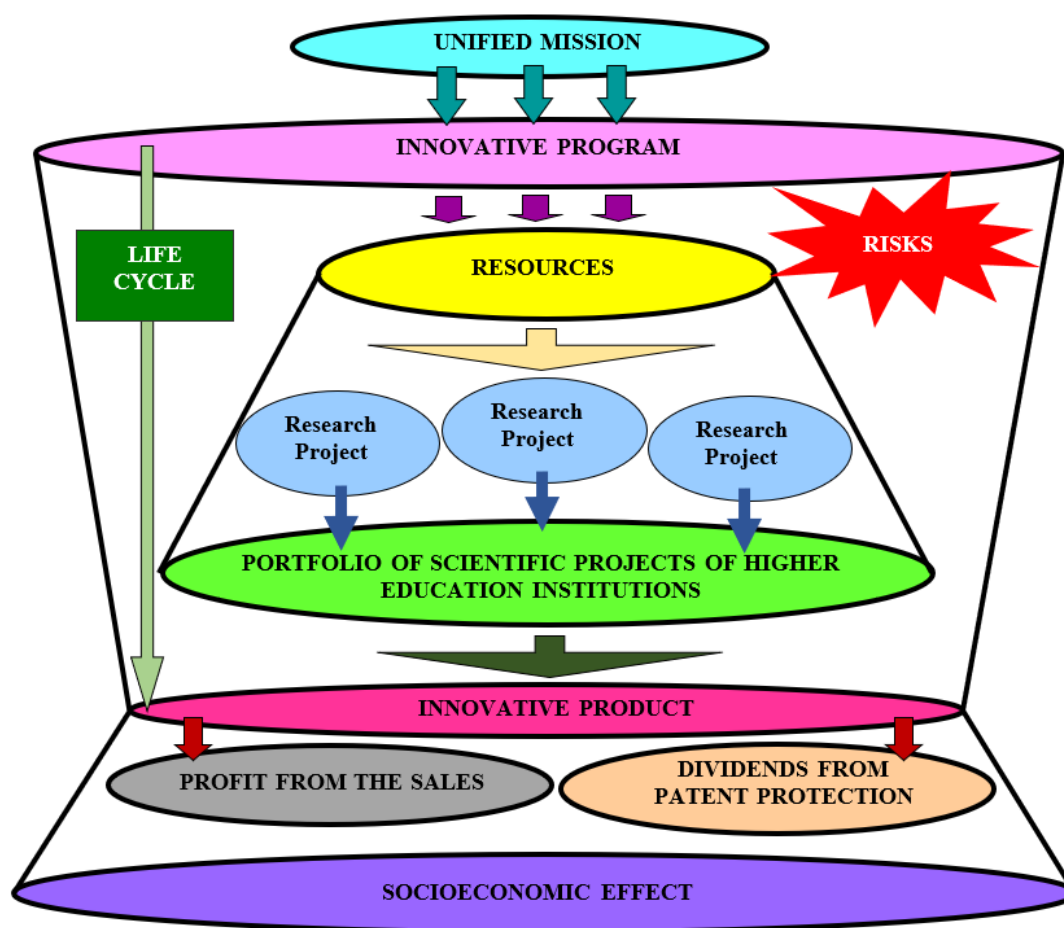 UNIFIED MISSION
INNOVATIVE PROGRAM
LIFE
CYCLE
RISKS
RESOURCES
Research
Project
Research
Project
Research
Project
PORTFOLIO OF SCIENTIFIC PROJECTS OF HIGHER
EDUCATION INSTITUTIONS
INNOVATIVE PRODUCT
PROFIT FROM THE SALES
DIVIDENDS FROM
PATENT PROTECTION
SOCIOECONOMIC EFFECT